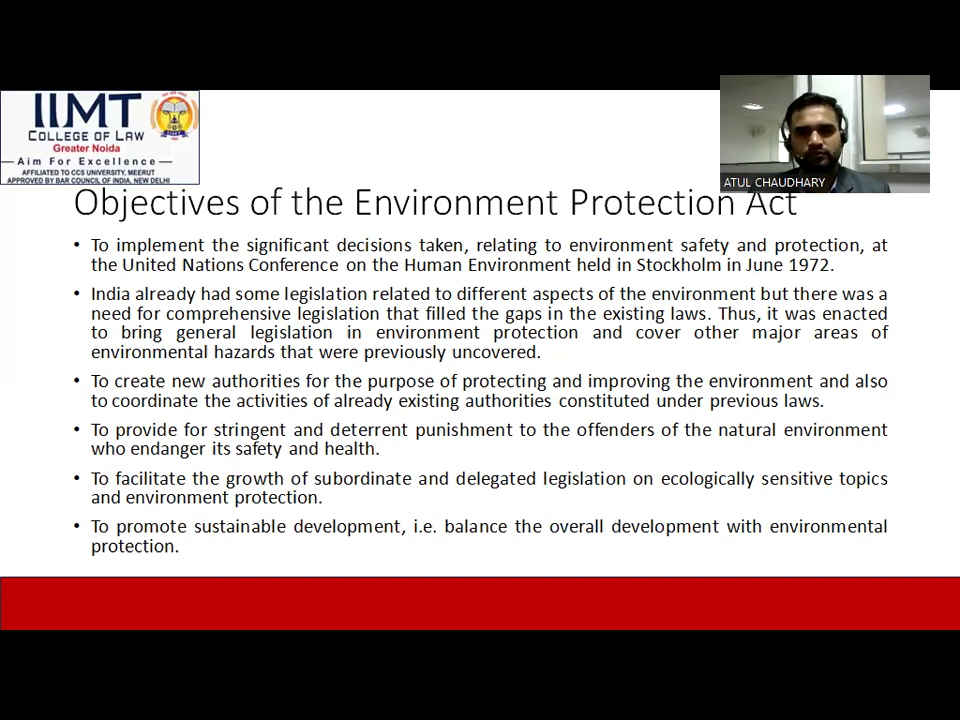 IIMT
COLLEGE OF LAW
Greater Noida
Aim For Excellence
AFFILIATED TO CCS UNIVERSITY, MEERUT
APPROVED BY BAR COUNCIL OF INDIA, NEW DELHI
ATUL CHAUDHARY
Objectives of the Environment Protection Act
• To implement the significant decisions taken, relating to environment safety and protection, at
the United Nations Conference on the Human Environment held in Stockholm in June 1972.
• India already had some legislation related to different aspects of the environment but there was a
need for comprehensive legislation that filled the gaps in the existing laws. Thus, it was enacted
to bring general legislation in environment protection and cover other major areas of
environmental hazards that were previously uncovered.
• To create new authorities for the purpose of protecting and improving the environment and also
to coordinate the activities of already existing authorities constituted under previous laws.
• To provide for stringent and deterrent punishment to the offenders of the natural environment
who endanger its safety and health.
• To facilitate the growth of subordinate and delegated legislation on ecologically sensitive topics
and environment protection.
• To promote sustainable development, i.e. balance the overall development with environmental
protection.